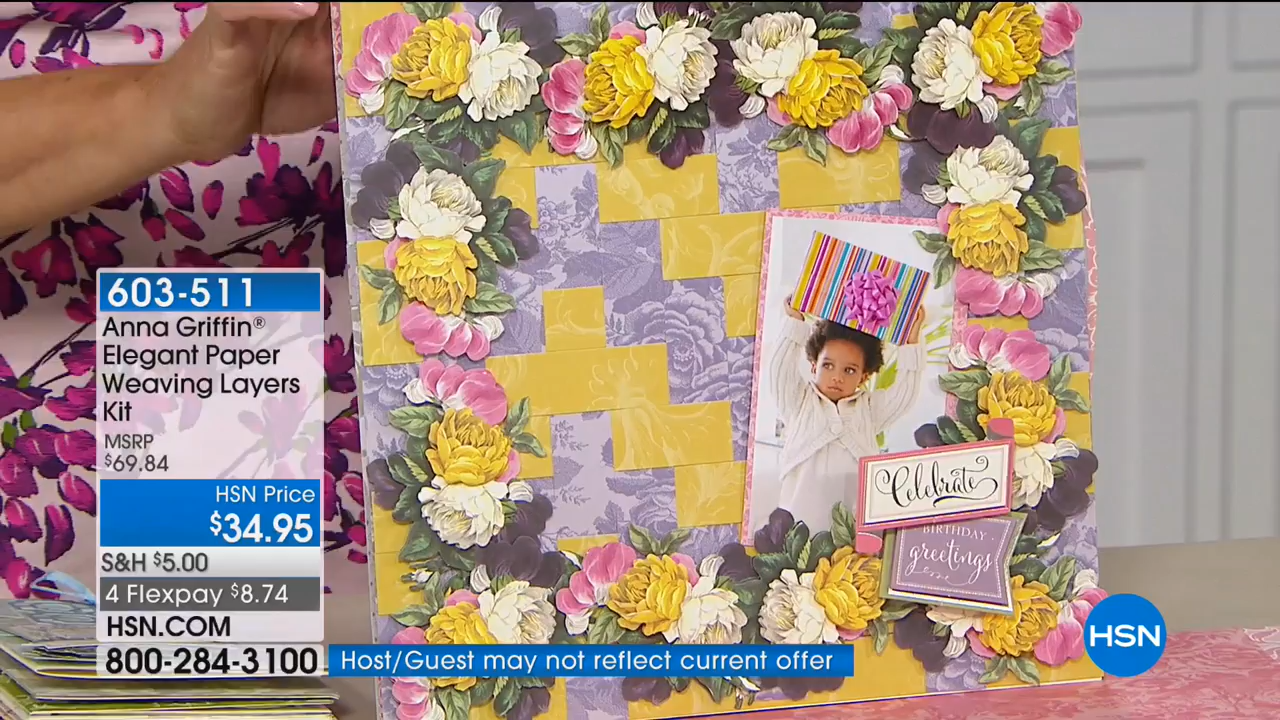 603-511
Anna Griffin®
Elegant Paper
Weaving Layers
Kit
MSRP
$69.84
HSN Price
$34.95
S&H $5.00
4 Flexpay $8.74
HSN.COM
800-284-3100
Host/Guest may not reflect current offer
Celebrate
BIRTHDAY
greetings
HSN